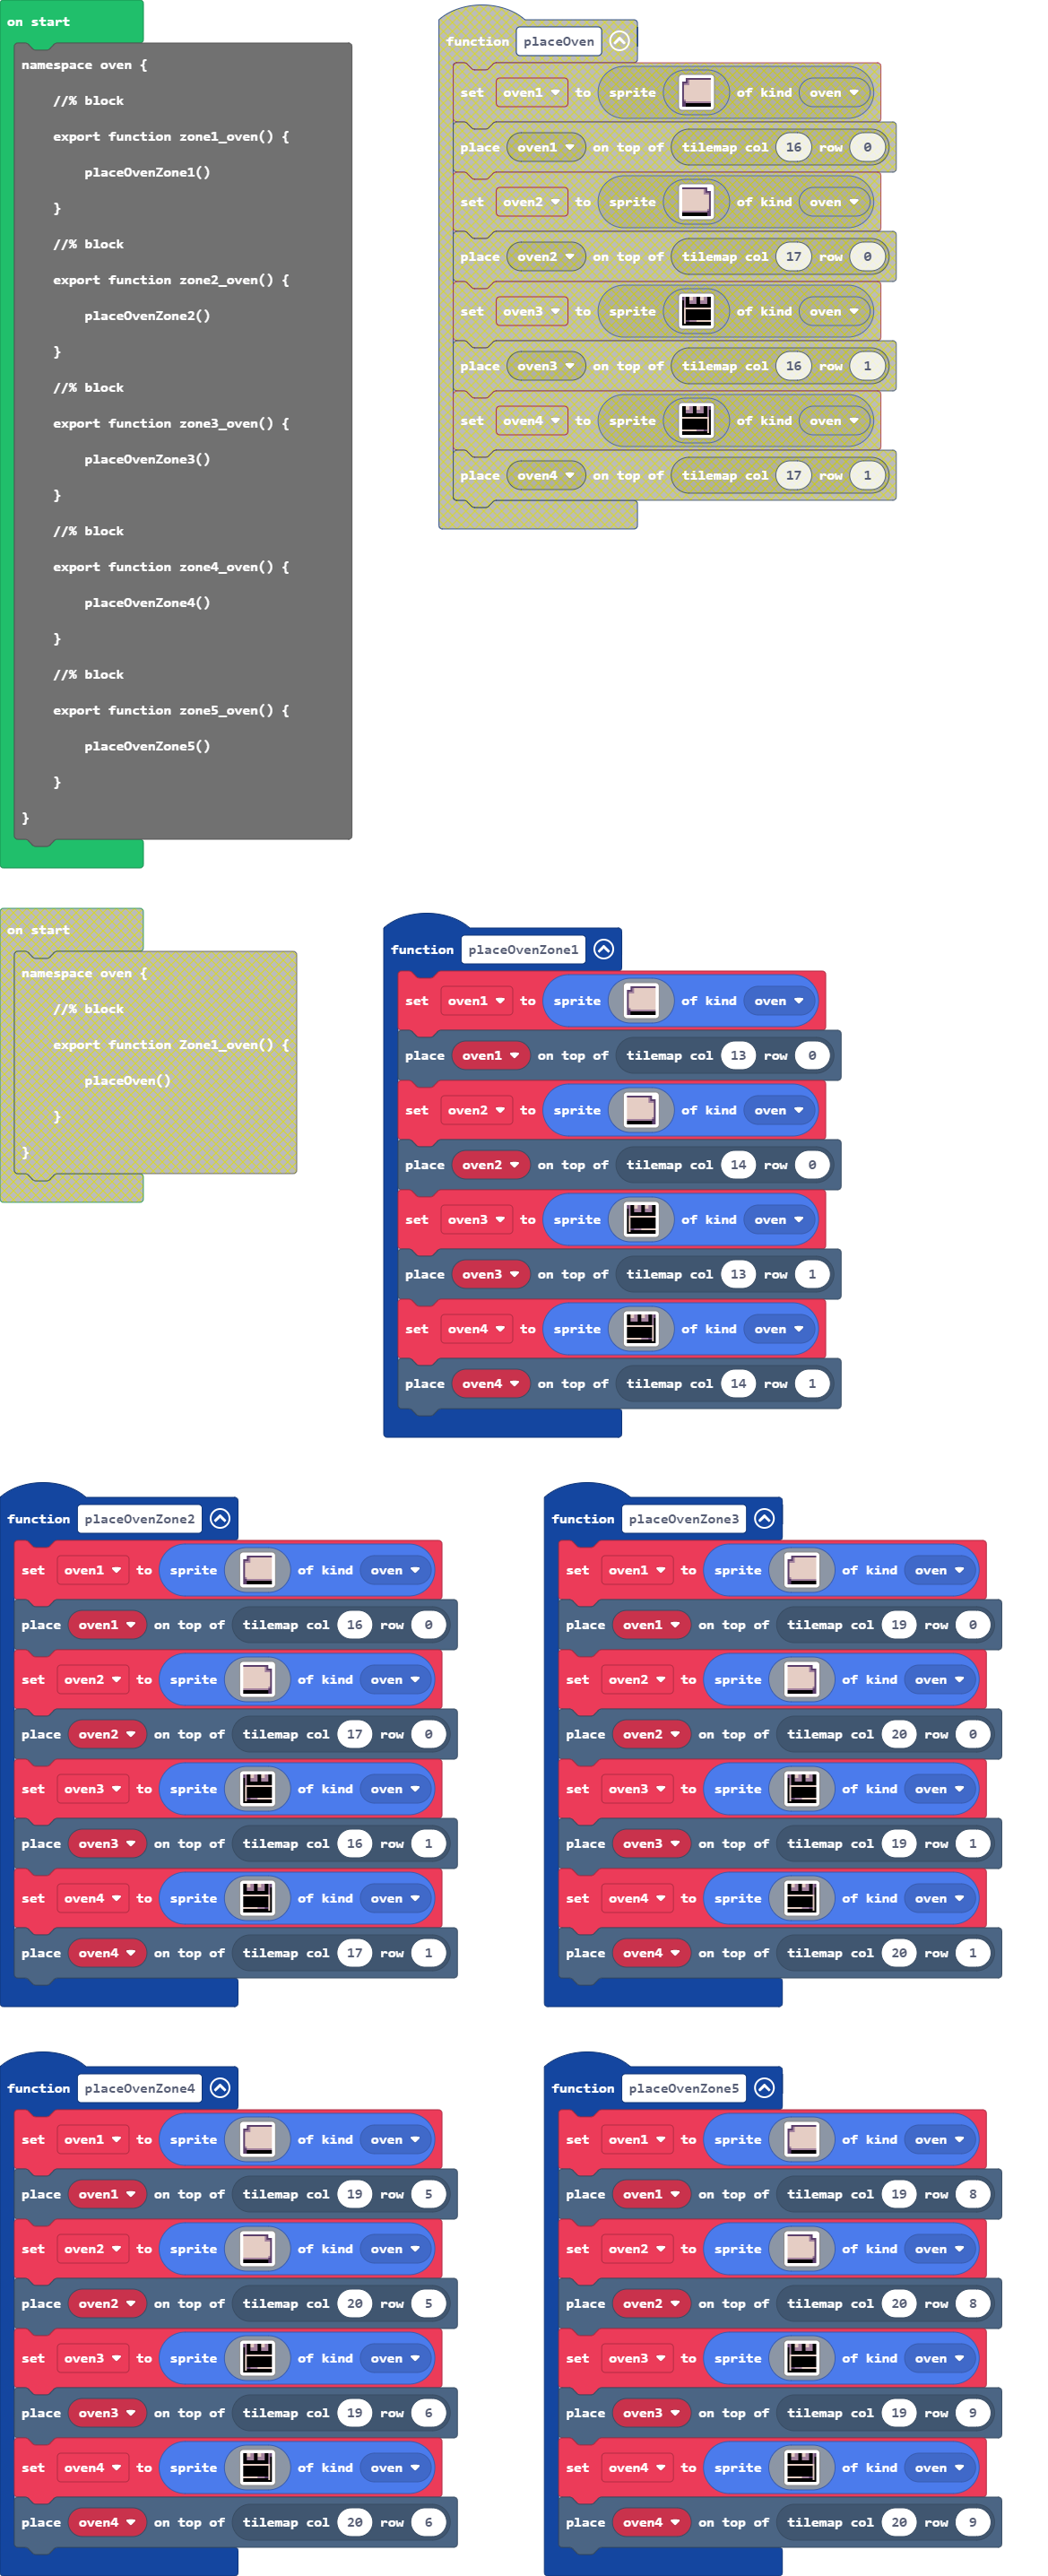 on start
namespace oven {
//% block
export function zone1_oven() {
placeOvenZone1()
}
//% block
export function zone2_oven() {
placeOvenZone2()
}
//% block
export function zone3_oven() {
placeOvenZone3()
}
//% block
export function zone4_oven() {
placeOvenZone4()
}
//% block
export function zone5_oven() {
placeOvenZone5()
}
}
function placeOven
set oven1 to sprite of kind oven
place oven1 on top of tilemap col 16 row 0
set oven2 to sprite of kind oven
place oven2 on top of tilemap col 17 row 0
set oven3 to sprite of kind oven
place oven3 on top of tilemap col 16 row 1
set oven4 to sprite of kind oven
place oven4 on top of tilemap col 17 row 1
on start
namespace oven {
//% block
export function Zone1_oven() {
placeOven()
}
}
function placeOvenZone1
set oven1 to sprite of kind oven
place oven1 on top of tilemap col 13 row 0
set oven2 to sprite of kind oven
place oven2 on top of tilemap col 14 row 0
set oven3 to sprite of kind oven
place oven3 on top of tilemap col 13 row 1
set oven4 to sprite of kind oven
place oven4 on top of tilemap col 14 row 1
function placeOvenZone2
set oven1 to sprite of kind oven
place oven1 on top of tilemap col 16 row 0
set oven2 to sprite of kind oven
place oven2 on top of tilemap col 17 row 0
set oven3 to sprite of kind oven
place oven3 on top of tilemap col 16 row 1
set oven4 to sprite of kind oven
place oven4 on top of tilemap col 17 row 1
function placeOvenZone3
set oven1 to sprite of kind oven
place oven1 on top of tilemap col 19 row 0
set oven2 to sprite of kind oven
place oven2 on top of tilemap col 20 row 0
set oven3 to sprite of kind oven
place oven3 on top of tilemap col 19 row 1
set oven4 to sprite of kind oven
place oven4 on top of tilemap col 20 row 1
function placeOvenZone4
set oven1 to sprite of kind oven
place oven1 on top of tilemap col 19 row 5
set oven2 to sprite of kind oven
place oven2 on top of tilemap col 20 row 5
set oven3 to sprite of kind oven
place oven3 on top of tilemap col 19 row 6
set oven4 to sprite of kind oven
place oven4 on top of tilemap col 20 row 6
function placeOvenZone5
set oven1 to sprite of kind oven
place oven1 on top of tilemap col 19 row 8
set oven2 to sprite of kind oven
place oven2 on top of tilemap col 20 row 8
set oven3 to sprite of kind oven
place oven3 on top of tilemap col 19 row 9
set oven4 to sprite of kind oven
place oven4 on top of tilemap col 20 row 9